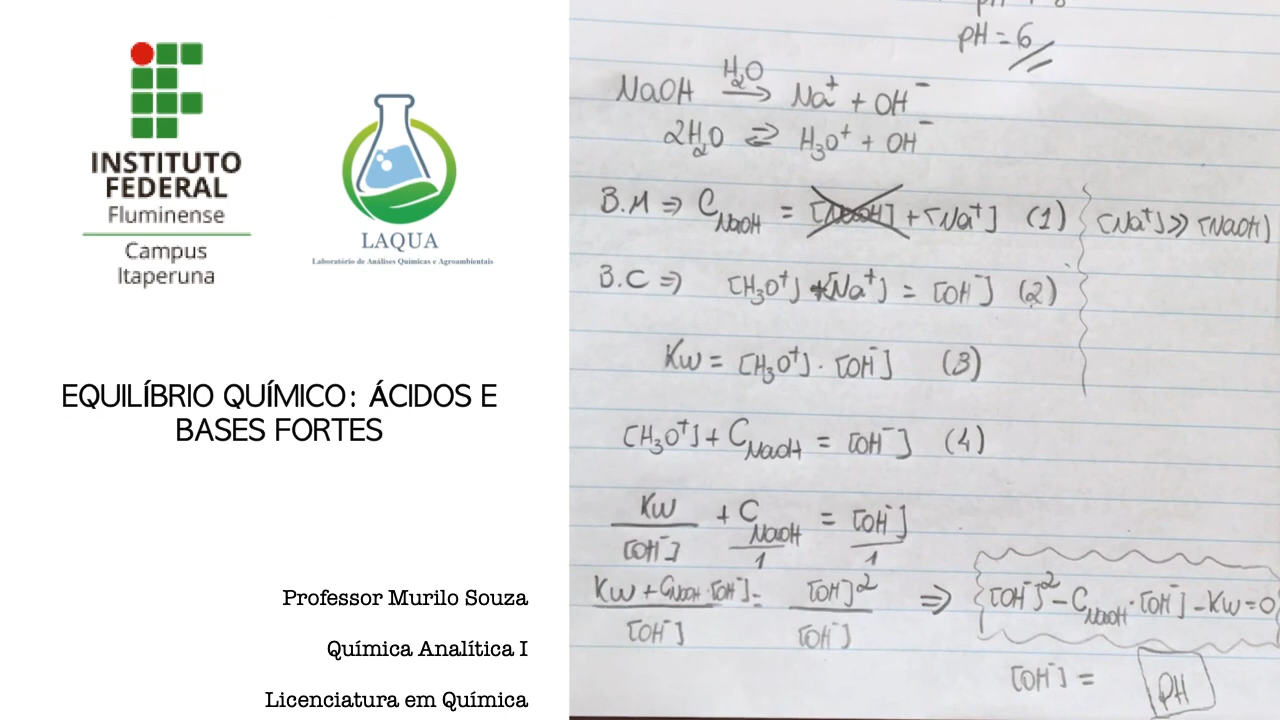 INSTITUTO
FEDERAL
Fluminense
Campus
Itaperuna
LAQUA
Laboratório de Análises Químicas e Agroambientais
EQUILÍBRIO QUÍMICO: ÁCIDOS E
BASES FORTES
Professor Murilo Souza
Química Analítica I
Licenciatura em Química
pH = 6
NaOH H₂O → Na⁺ + OH⁻
2H₂O ⇌ H₃O⁺ + OH⁻
B.M ⇒ C_NaOH = [NaOH] + [Na⁺] (1) [Na⁺] >> [NaOH]
B.C ⇒ [H₃O⁺] + [Na⁺] = [OH⁻] (2)
Kw = [H₃O⁺] · [OH⁻] (3)
[H₃O⁺] + C_NaOH = [OH⁻] (4)
Kw/[OH⁻] + C_NaOH/1 = [OH⁻]/1
Kw + C_NaOH · [OH⁻]/[OH⁻] = [OH⁻]²/[OH⁻] ⇒ [OH⁻]² - C_NaOH · [OH⁻] - Kw = 0
[OH⁻] = pH